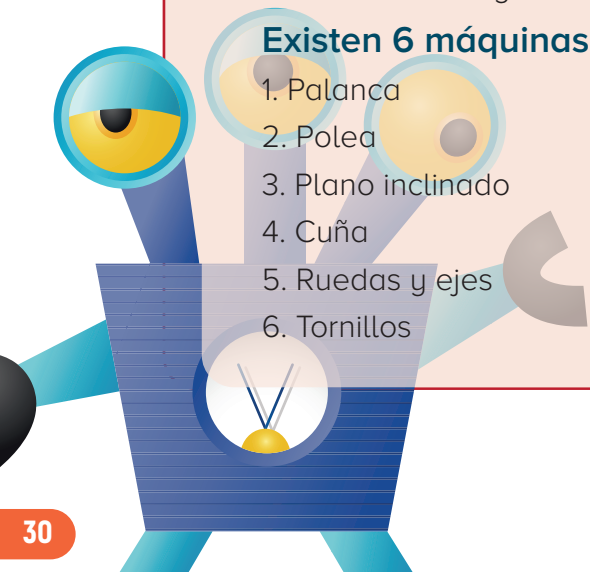 Existen 6 máquinas
1. Palanca
2. Polea
3. Plano inclinado
4. Cuña
5. Ruedas y ejes
6. Tornillos
30